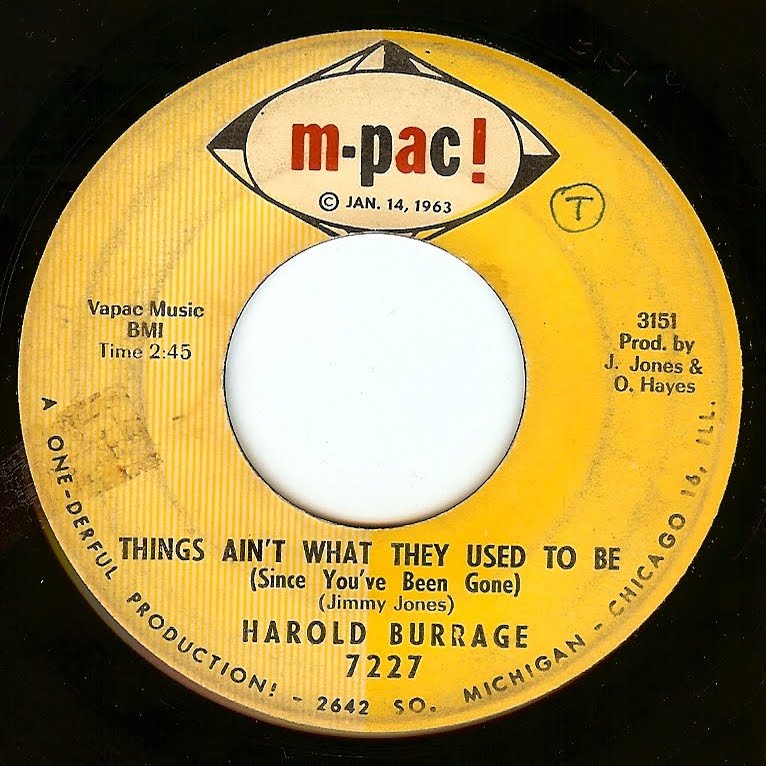 m-pac!
© JAN. 14, 1963
T
Vapac Music
BMI
Time 2:45
3151
Prod. by
J. Jones &
O. Hayes
THINGS AIN'T WHAT THEY USED TO BE
(Since You've Been Gone)
(Jimmy Jones)
HAROLD BURRAGE
7227
A ONE-DERFUL PRODUCTION! - 2642 SO. MICHIGAN - CHICAGO 16, ILL.